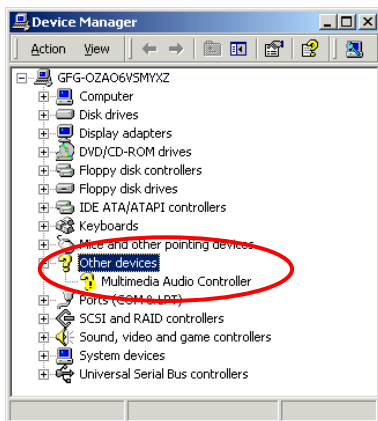 Device Manager
Action View
GFG-OZAO6VSMYXZ
Computer
Disk drives
Display adapters
DVD/CD-ROM drives
Floppy disk controllers
Floppy disk drives
IDE ATA/ATAPI controllers
Keyboards
Mice and other pointing devices
Other devices
Multimedia Audio Controller
Ports (COM & LPT)
SCSI and RAID controllers
Sound, video and game controllers
System devices
Universal Serial Bus controllers